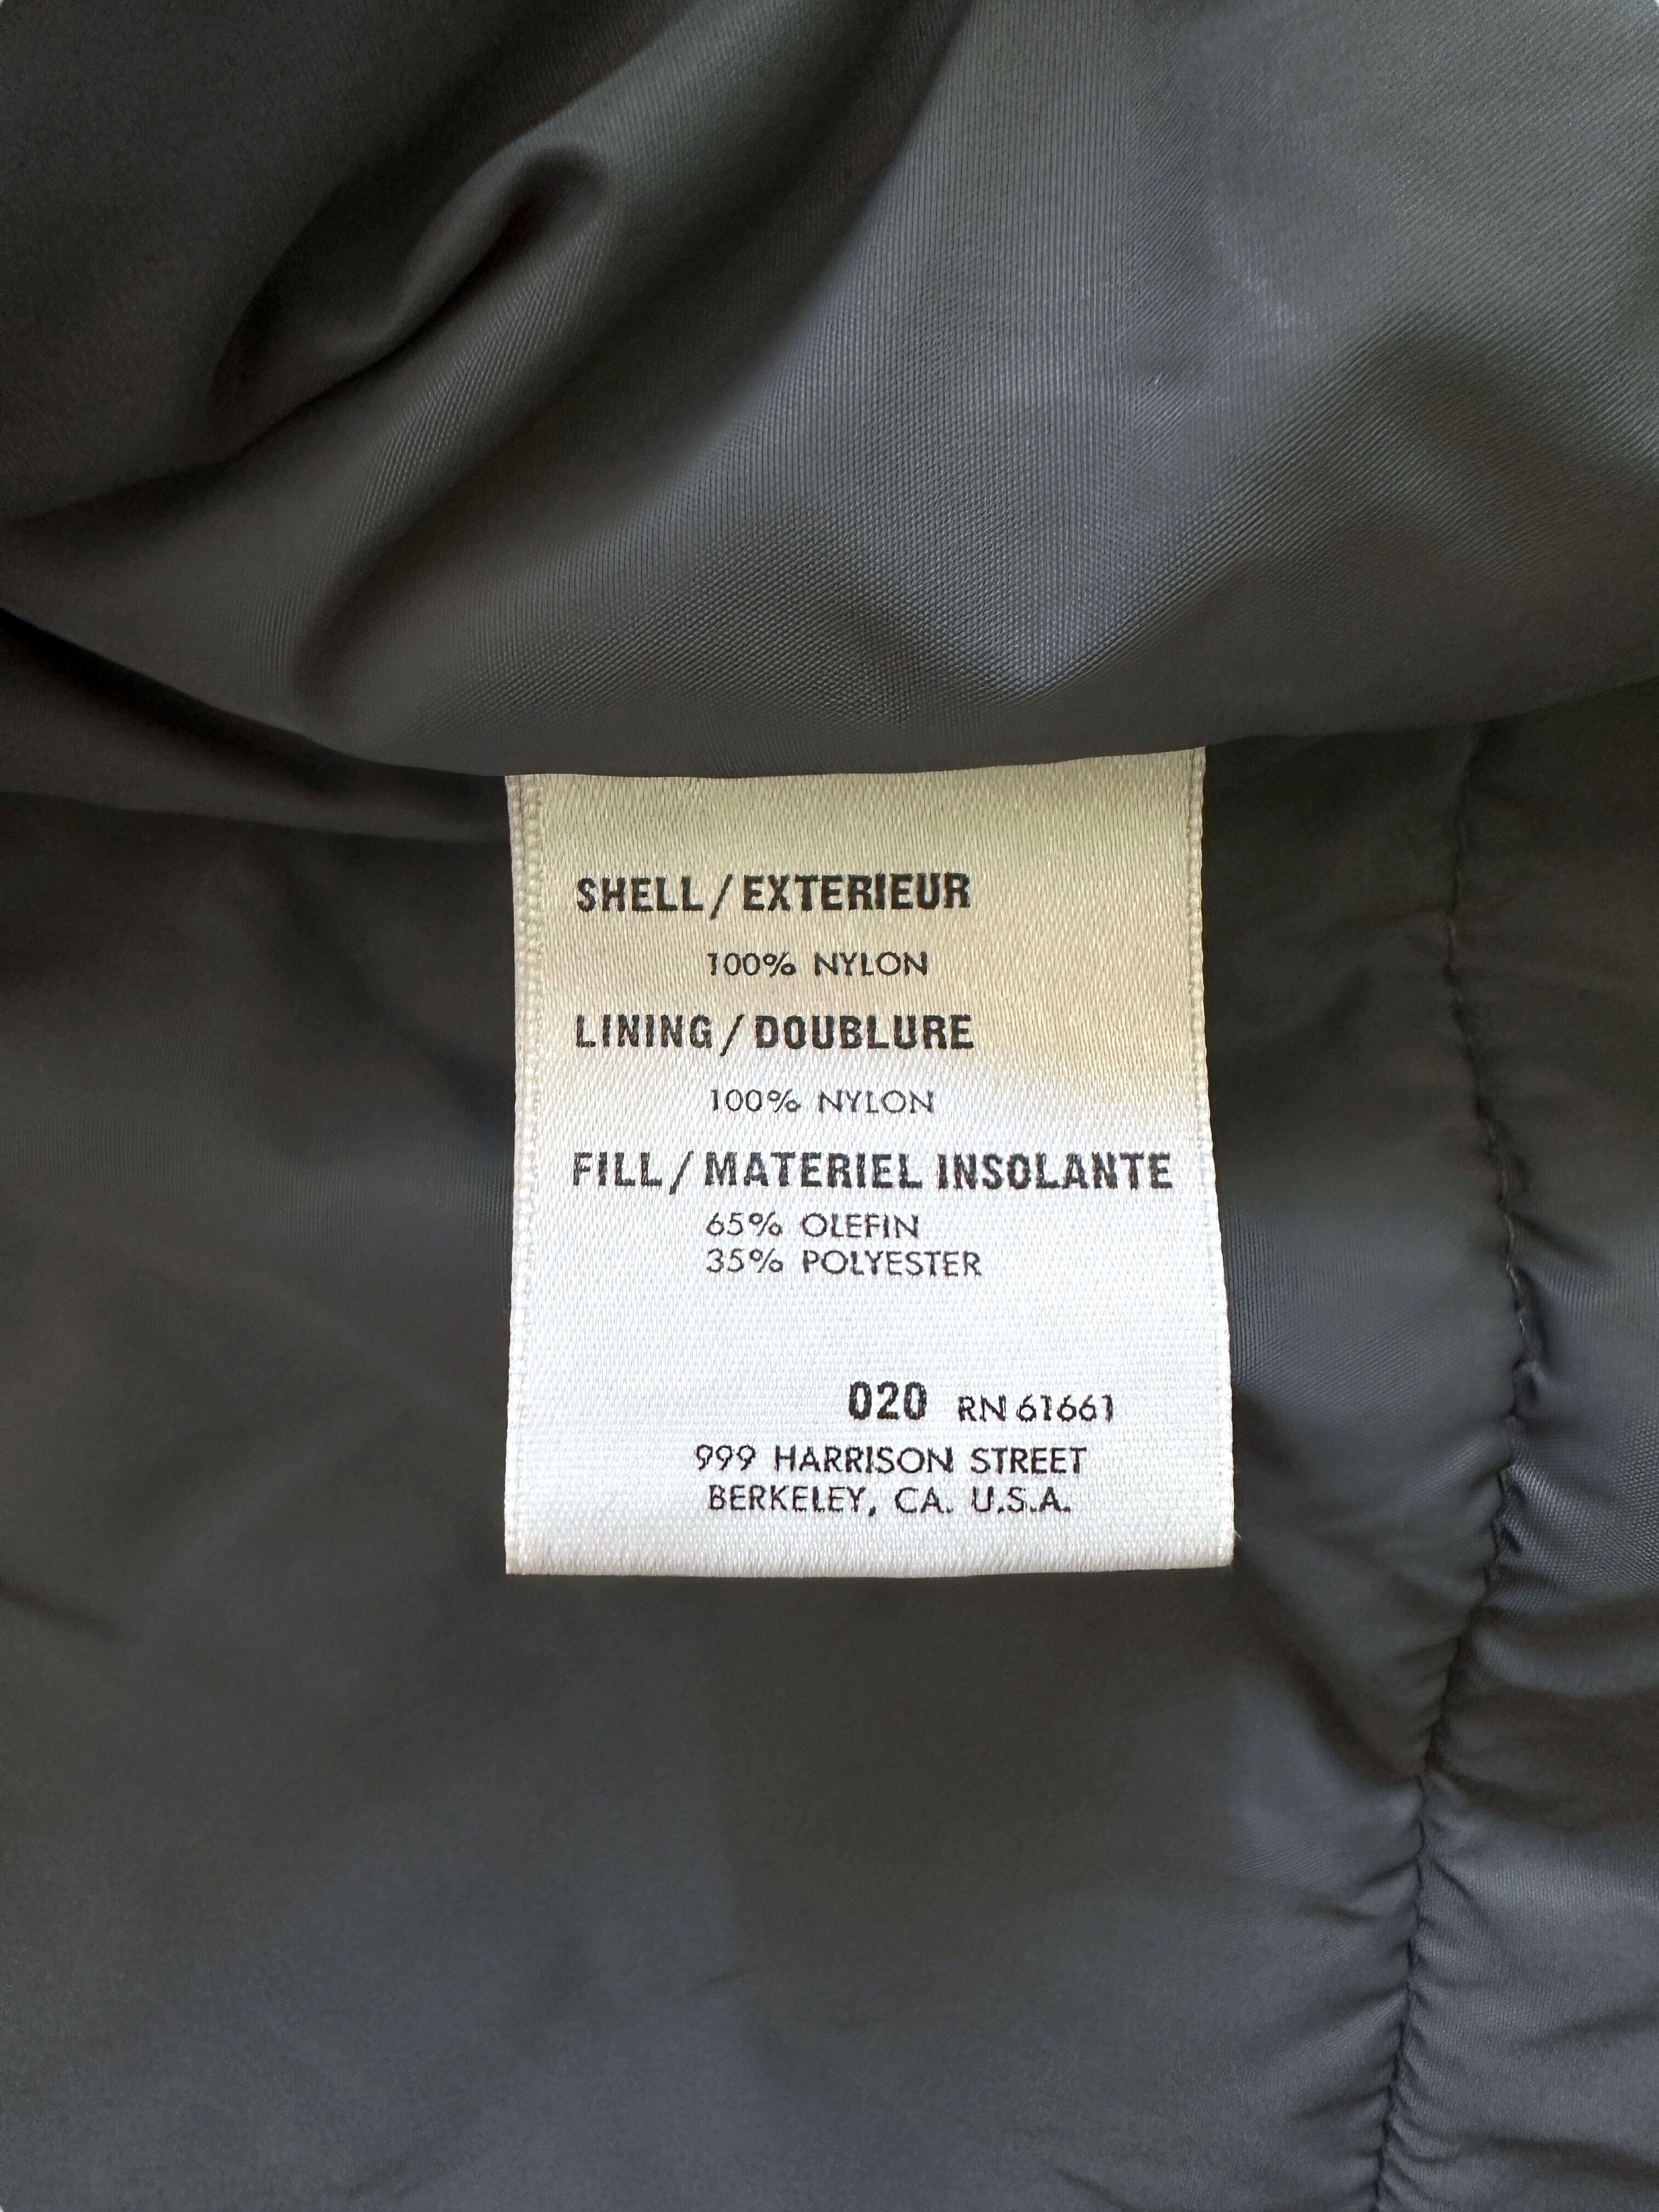 SHELL/EXTERIEUR
100% NYLON
LINING/DOUBLURE
100% NYLON
FILL/MATERIEL INSOLANTE
65% OLEFIN
35% POLYESTER
020 RN 61661
999 HARRISON STREET
BERKELEY, CA. U.S.A.